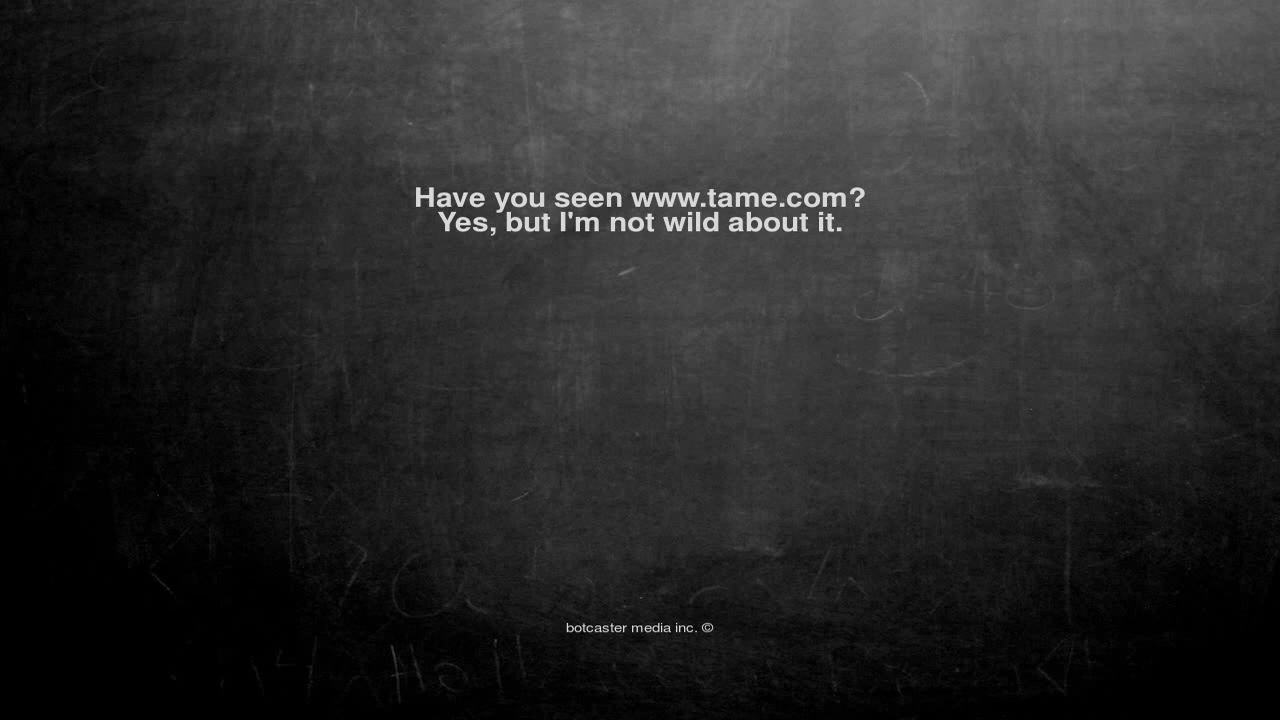 Have you seen www.tame.com?
Yes, but I'm not wild about it.
botcaster media inc. ©